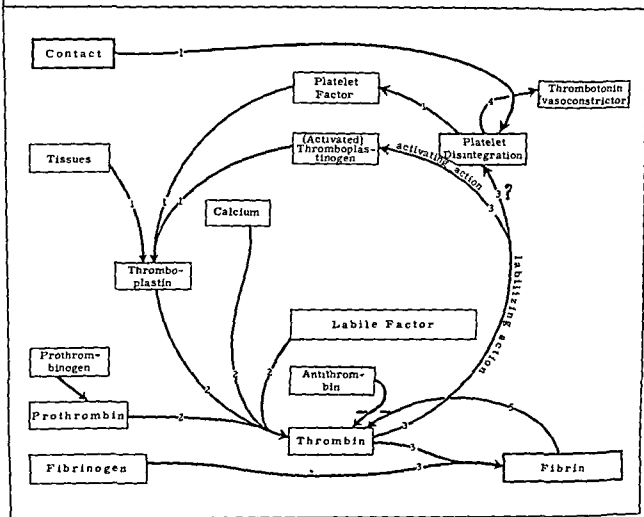 Contact
1
Platelet
Factor
4
Thrombotonin
(vasoconstrictor)
1
(Activated)
Thromboplas-
tinogen
activating action
Platelet
Disintegration
Tissues
3 ?
3
1
1
1
Calcium
Thrombo-
plastin
labilizing action
Labile Factor
Prothrom-
binogen
2
2
2
Antithrom-
bin
Prothrombin
2
5
3
Thrombin
3
Fibrinogen
3
Fibrin